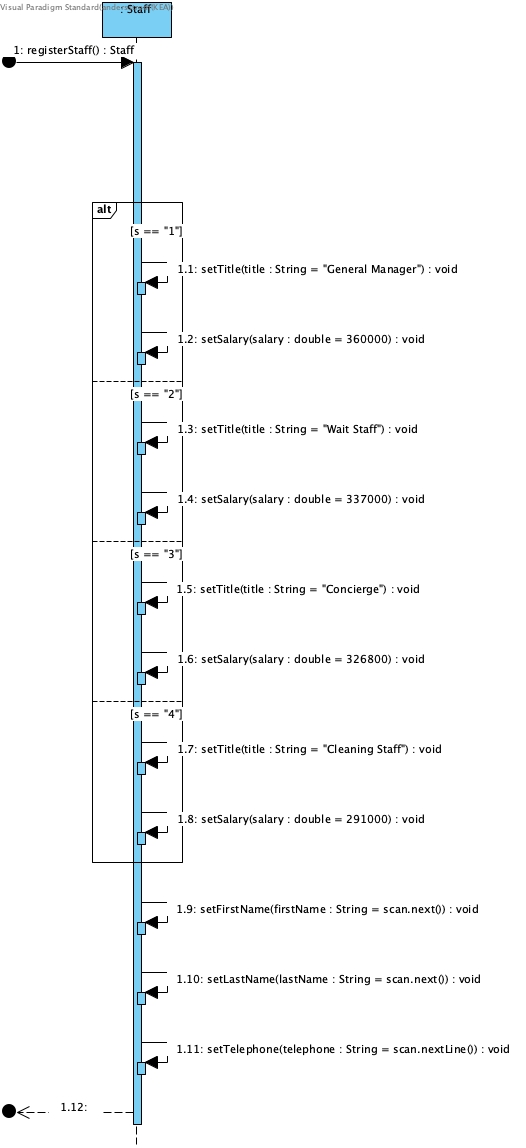 Visual Paradigm Standard
: Staff
1: registerStaff() : Staff
alt
[s == "1"]
1.1: setTitle(title : String = "General Manager") : void
1.2: setSalary(salary : double = 360000) : void
[s == "2"]
1.3: setTitle(title : String = "Wait Staff") : void
1.4: setSalary(salary : double = 337000) : void
[s == "3"]
1.5: setTitle(title : String = "Concierge") : void
1.6: setSalary(salary : double = 326800) : void
[s == "4"]
1.7: setTitle(title : String = "Cleaning Staff") : void
1.8: setSalary(salary : double = 291000) : void
1.9: setFirstName(firstName : String = scan.next()) : void
1.10: setLastName(lastName : String = scan.next()) : void
1.11: setTelephone(telephone : String = scan.nextLine()) : void
1.12: